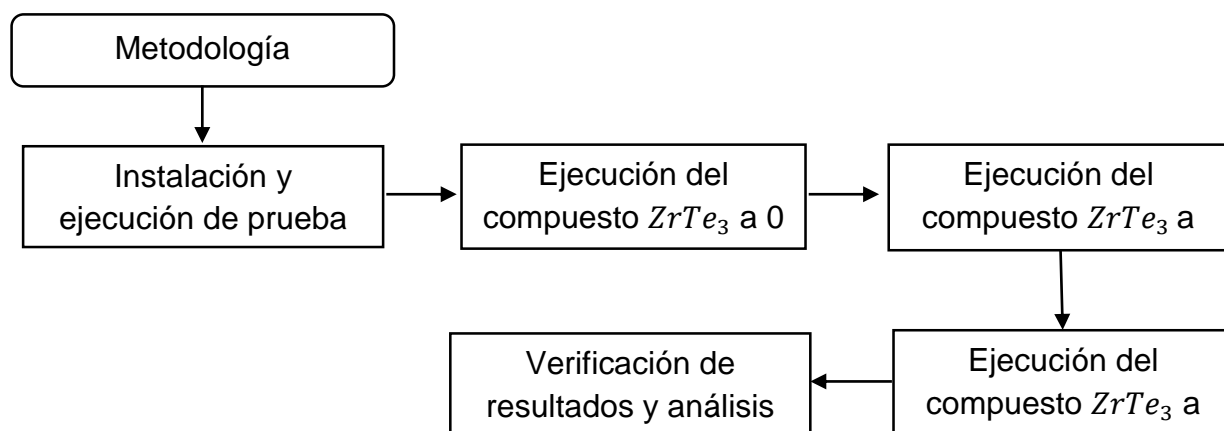 Metodología
Instalación y
ejecución de prueba
Ejecución del
compuesto ZrTe₃ a 0
Ejecución del
compuesto ZrTe₃ a
Ejecución del
compuesto ZrTe₃ a
Verificación de
resultados y análisis